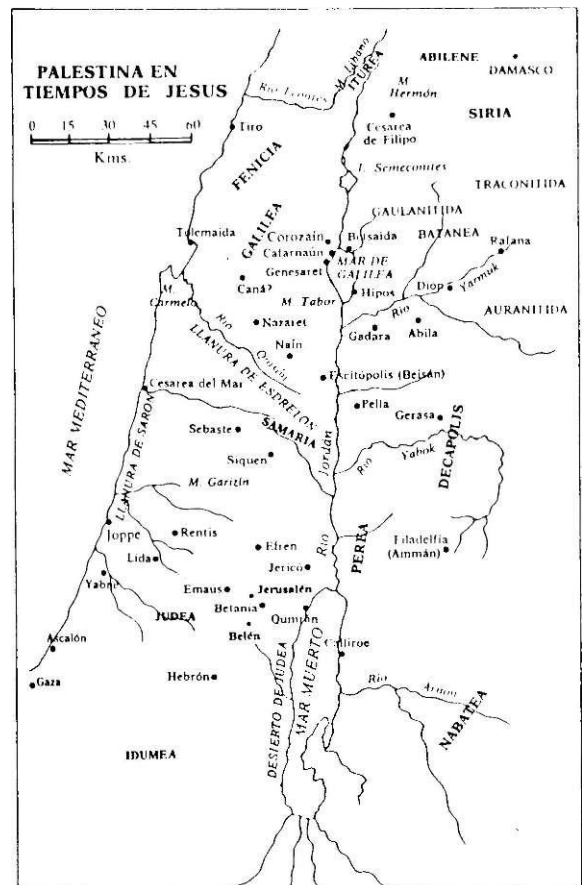 PALESTINA EN
TIEMPOS DE JESUS
0 15 30 45 60
Kms.
M. Líbano
ITUREA
ABILENE
DAMASCO
Río Leontes
M.
Hermón
SIRIA
Tiro
Cesarea
de Filipo
FENICIA
L. Semecomites
TRACONITIDA
GAULANITIDA
Tolemaida
GALILEA
Corozaín
Betsaida
BATANEA
Rafana
Cafarnaún
MAR DE
GALILEA
Genesaret
Caná?
Hipos
Diop
Yarmuk
M.
Carmelo
M. Tabor
Río
AURANITIDA
Río
Nazaret
Gadara
Abila
Naín
Quisón
LLANURA DE ESDRELON
Escitópolis (Beisán)
Cesarea del Mar
MAR MEDITERRANEO
LLANURA DE SARON
Pella
Gerasa
Sebaste
SAMARIA
DECAPOLIS
Siquen
Jordán
Río
Yabok
M. Garizín
Joppe
Rentis
Efren
Río
PEREA
Filadelfia
(Ammán)
Lida
Jericó
Yabne
Emaus
Jerusalén
Betania
Qumrán
JUDEA
Belén
Ascalón
Calliroe
Gaza
Hebrón
DESIERTO DE JUDEA
MAR MUERTO
Río
Arnon
NABATEA
IDUMEA